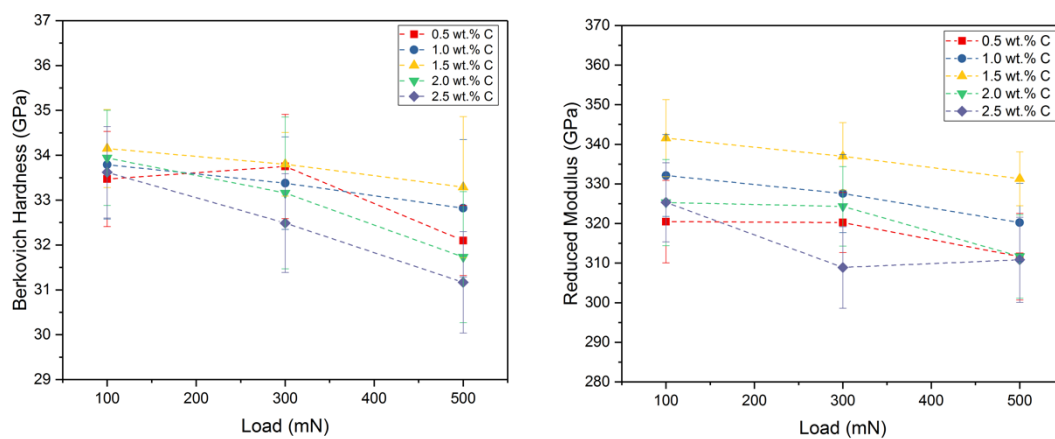 37
36
35
34
33
32
31
30
29
Berkovich Hardness (GPa)
100
200
300
400
500
Load (mN)
0.5 wt.% C
1.0 wt.% C
1.5 wt.% C
2.0 wt.% C
2.5 wt.% C
370
360
350
340
330
320
310
300
290
280
Reduced Modulus (GPa)
100
200
300
400
500
Load (mN)
0.5 wt.% C
1.0 wt.% C
1.5 wt.% C
2.0 wt.% C
2.5 wt.% C